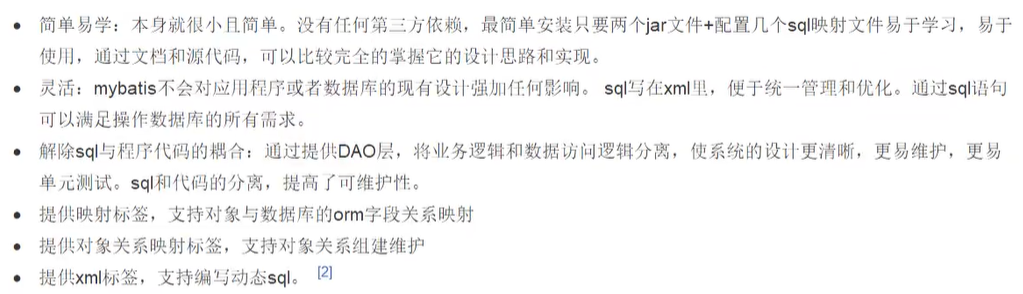 • 简单易学：本身就很小且简单。没有任何第三方依赖，最简单安装只要两个jar文件+配置几个sql映射文件易于学习，易于
使用，通过文档和源代码，可以比较完全的掌握它的设计思路和实现。
• 灵活：mybatis不会对应用程序或者数据库的现有设计强加任何影响。 sql写在xml里，便于统一管理和优化。通过sql语句
可以满足操作数据库的所有需求。
• 解除sql与程序代码的耦合：通过提供DAO层，将业务逻辑和数据访问逻辑分离，使系统的设计更清晰，更易维护，更易
单元测试。sql和代码的分离，提高了可维护性。
• 提供映射标签，支持对象与数据库的orm字段关系映射
• 提供对象关系映射标签，支持对象关系组建维护
• 提供xml标签，支持编写动态sql。 [2]